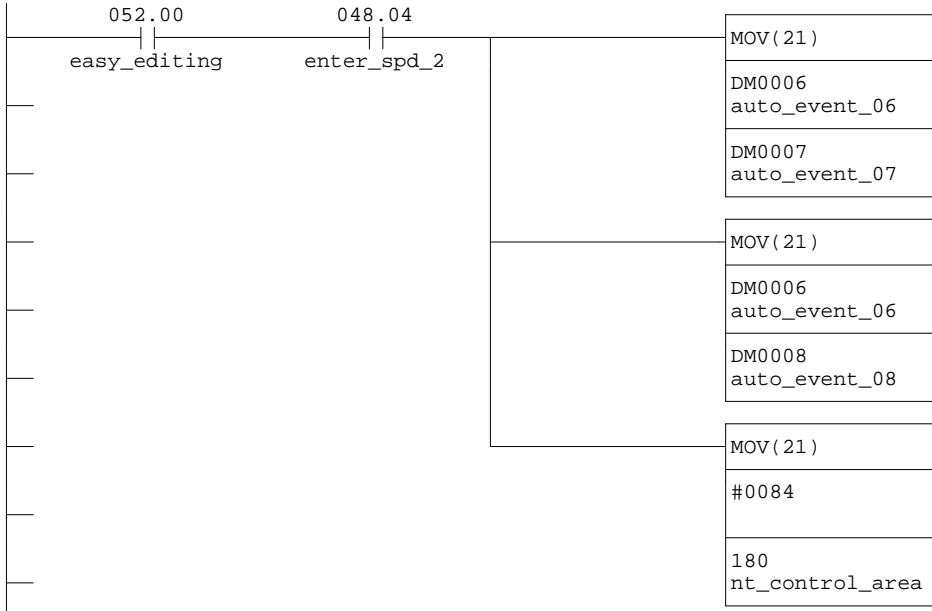 052.00 048.04
easy_editing enter_spd_2
MOV(21)
DM0006
auto_event_06
DM0007
auto_event_07
MOV(21)
DM0006
auto_event_06
DM0008
auto_event_08
MOV(21)
#0084
180
nt_control_area